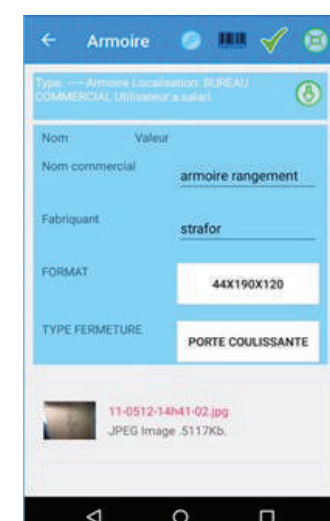 Armoire
Type: ---- Armoire Localisation: BUREAU
COMMERCIAL Utilisateur:a.salari
Nom Valeur
Nom commercial armoire rangement
Fabriquant strafor
FORMAT 44X190X120
TYPE FERMETURE PORTE COULISSANTE
11-0512-14h41-02.jpg
JPEG Image .5117Kb,